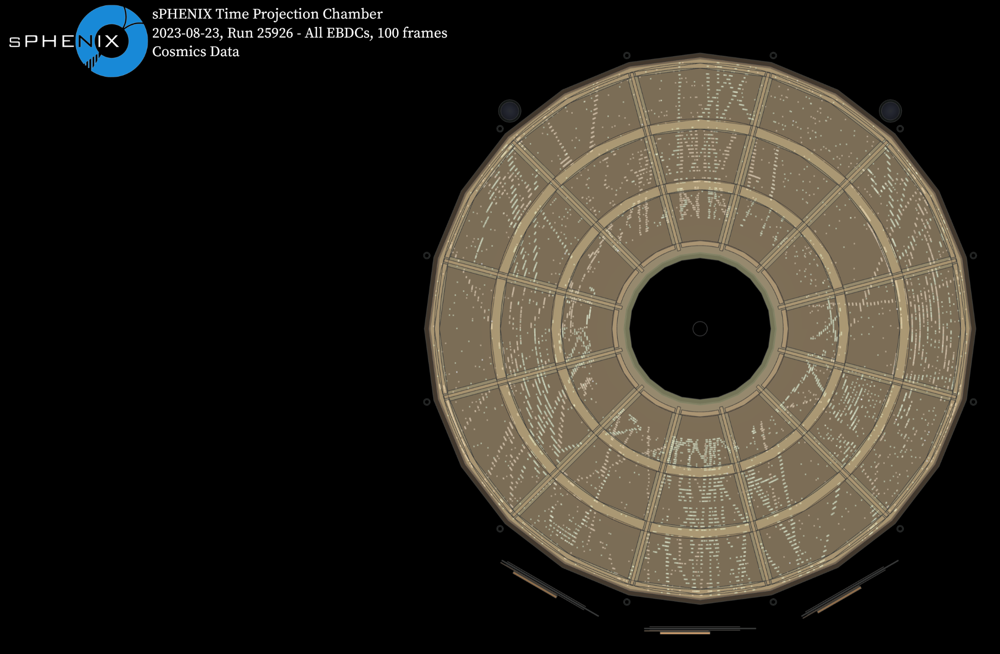 sPHENIX
sPHENIX Time Projection Chamber
2023-08-23, Run 25926 - All EBDCs, 100 frames
Cosmics Data